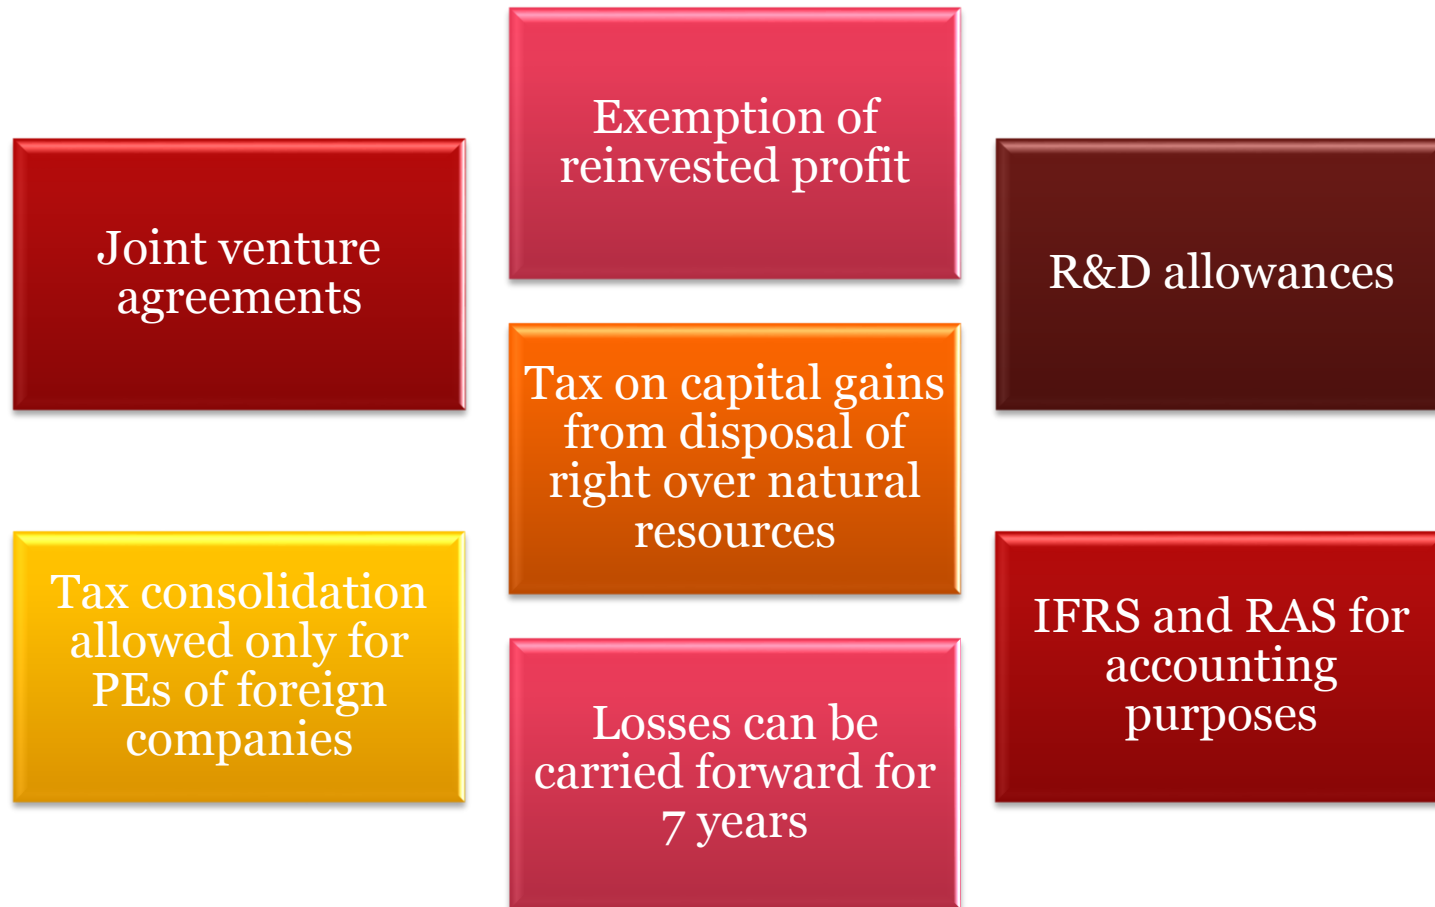 Exemption of
reinvested profit
Joint venture
agreements
R&D allowances
Tax on capital gains
from disposal of
right over natural
resources
Tax consolidation
allowed only for
PEs of foreign
companies
IFRS and RAS for
accounting
purposes
Losses can be
carried forward for
7 years